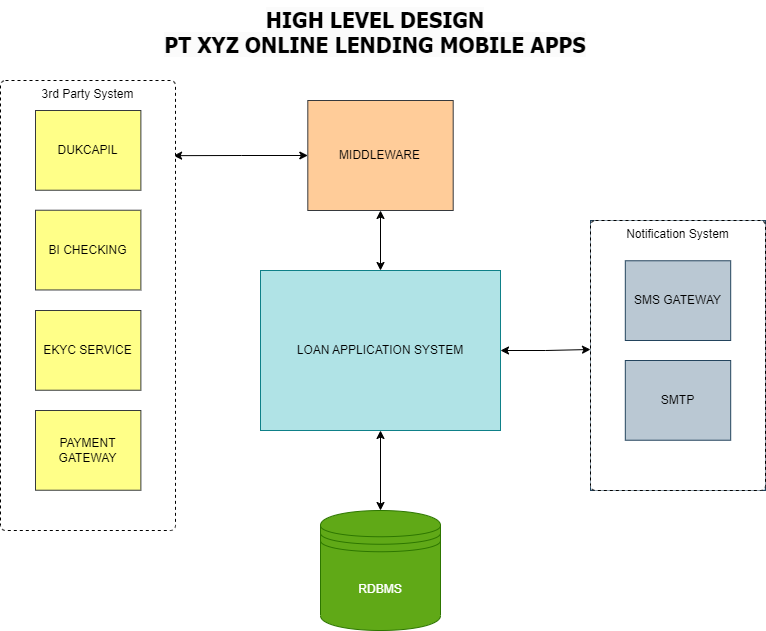 HIGH LEVEL DESIGN
PT XYZ ONLINE LENDING MOBILE APPS
3rd Party System
DUKCAPIL
BI CHECKING
EKYC SERVICE
PAYMENT
GATEWAY
MIDDLEWARE
LOAN APPLICATION SYSTEM
RDBMS
Notification System
SMS GATEWAY
SMTP